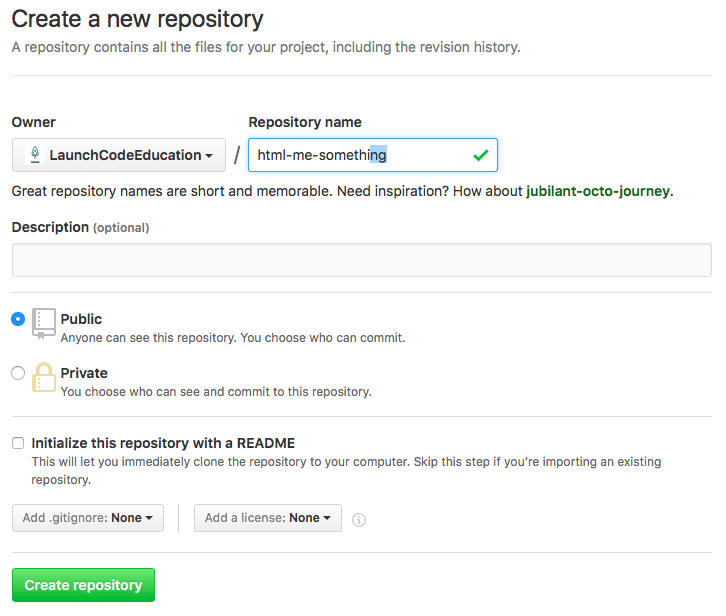 Create a new repository
A repository contains all the files for your project, including the revision history.
Owner
Repository name
LaunchCodeEducation / html-me-something
Great repository names are short and memorable. Need inspiration? How about jubilant-octo-journey.
Description (optional)
Public
Anyone can see this repository. You choose who can commit.
Private
You choose who can see and commit to this repository.
Initialize this repository with a README
This will let you immediately clone the repository to your computer. Skip this step if you’re importing an existing
repository.
Add .gitignore: None
Add a license: None
Create repository